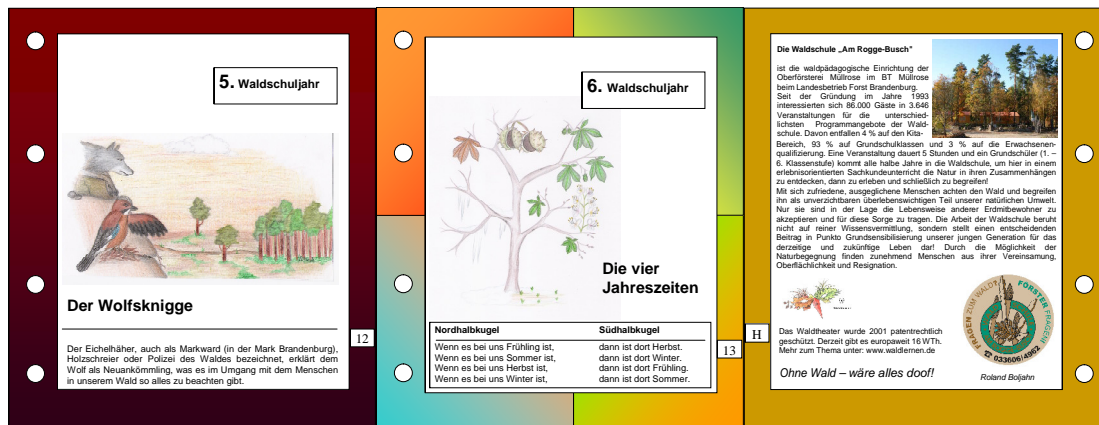 5. Waldschuljahr
Der Wolfsknigge
Der Eichelhäher, auch als Markward (in der Mark Brandenburg),
Holzschreier oder Polizei des Waldes bezeichnet, erklärt dem
Wolf als Neuankömmling, was es im Umgang mit dem Menschen
in unserem Wald so alles zu beachten gibt.
12
6. Waldschuljahr
Die vier
Jahreszeiten
Nordhalbkugel Südhalbkugel
Wenn es bei uns Frühling ist, dann ist dort Herbst.
Wenn es bei uns Sommer ist, dann ist dort Winter.
Wenn es bei uns Herbst ist, dann ist dort Frühling.
Wenn es bei uns Winter ist, dann ist dort Sommer.
13
H
Die Waldschule „Am Rogge-Busch"
ist die waldpädagogische Einrichtung der
Oberförsterei Müllrose im BT Müllrose
beim Landesbetrieb Forst Brandenburg.
Seit der Gründung im Jahre 1993
interessierten sich 86.000 Gäste in 3.646
Veranstaltungen für die unterschied-
lichsten Programmangebote der Wald-
schule. Davon entfallen 4 % auf den Kita-
Bereich, 93 % auf Grundschulklassen und 3 % auf die Erwachsenen-
qualifizierung. Eine Veranstaltung dauert 5 Stunden und ein Grundschüler (1. –
6. Klassenstufe) kommt alle halbe Jahre in die Waldschule, um hier in einem
erlebnisorientierten Sachkundeunterricht die Natur in ihren Zusammenhängen
zu entdecken, dann zu erleben und schließlich zu begreifen!
Mit sich zufriedene, ausgeglichene Menschen achten den Wald und begreifen
ihn als unverzichtbaren überlebenswichtigen Teil unserer natürlichen Umwelt.
Nur sie sind in der Lage die Lebensweise anderer Erdmitbewohner zu
akzeptieren und für diese Sorge zu tragen. Die Arbeit der Waldschule beruht
nicht auf reiner Wissensvermittlung, sondern stellt einen entscheidenden
Beitrag in Punkto Grundsensibilisierung unserer jungen Generation für das
derzeitige und zukünftige Leben dar! Durch die Möglichkeit der
Naturbegegnung finden zunehmend Menschen aus ihrer Vereinsamung,
Oberflächlichkeit und Resignation.
Das Waldtheater wurde 2001 patentrechtlich
geschützt. Derzeit gibt es europaweit 16 WTh.
Mehr zum Thema unter: www.waldlernen.de
Ohne Wald – wäre alles doof!
FRAGEN ZUM WALD? FÖRSTER FRAGEN!
☎ 033606/4962
Roland Boljahn